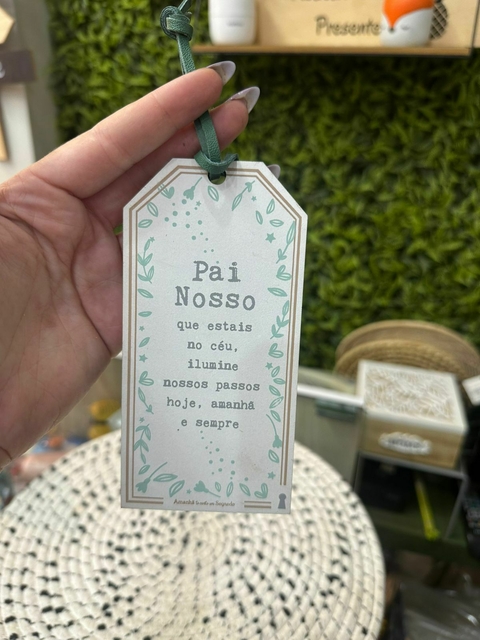 Presente
Pai
Nosso
que estais
no céu,
ilumine
nossos passos
hoje, amanhã
e sempre